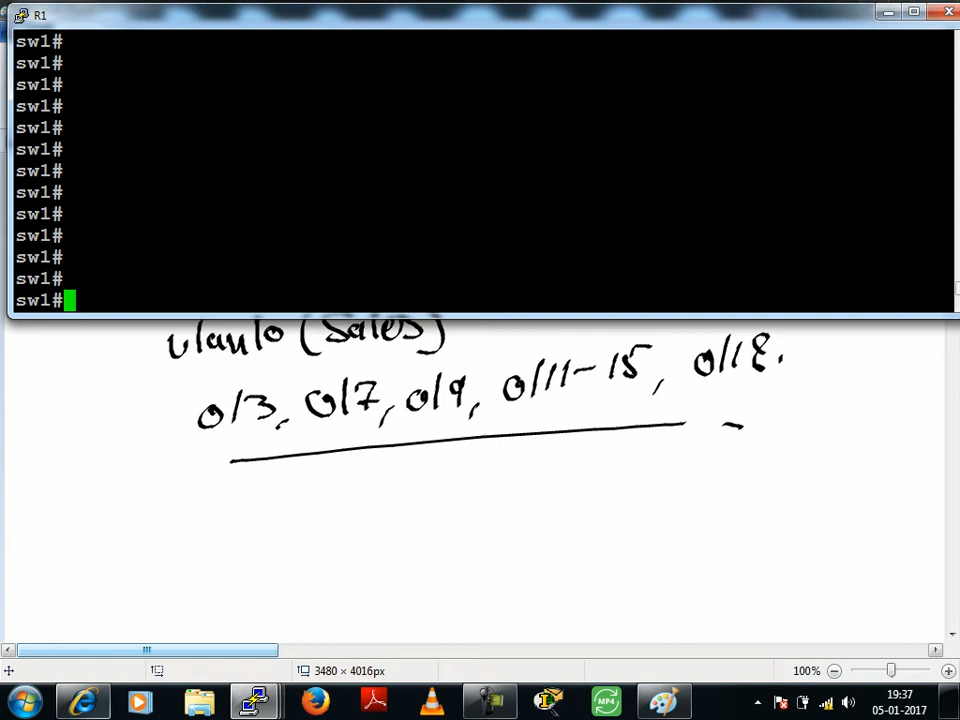 R1
sw1#
sw1#
sw1#
sw1#
sw1#
sw1#
sw1#
sw1#
sw1#
sw1#
sw1#
sw1#
sw1#
vlan10 (Sales)
0/3, 0/7, 0/9, 0/11-15, 0/18.
3480 × 4016px
100%
MP4
19:37
05-01-2017